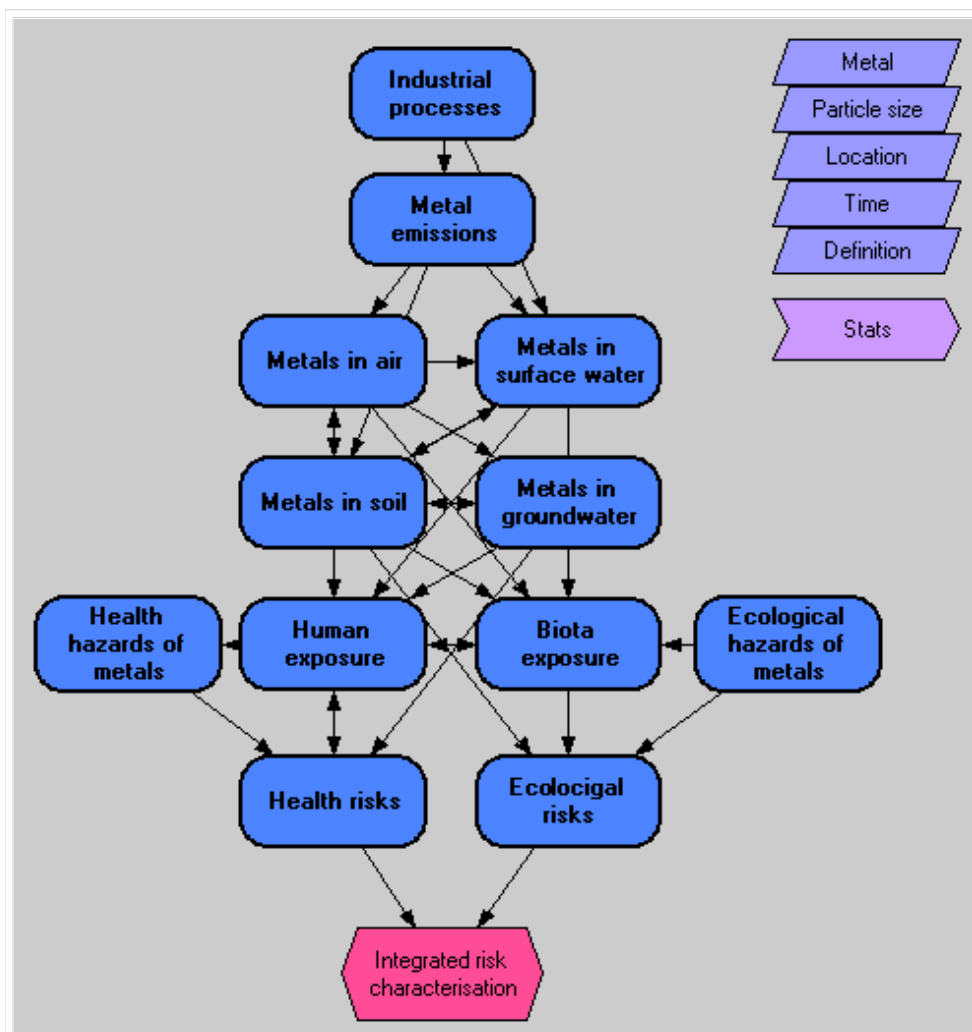 Industrial
processes
Metal
emissions
Metals in air
Metals in
surface water
Metals in soil
Metals in
groundwater
Health
hazards of
metals
Human
exposure
Biota
exposure
Ecological
hazards of
metals
Health risks
Ecolocigal
risks
Integrated risk
characterisation
Metal
Particle size
Location
Time
Definition
Stats